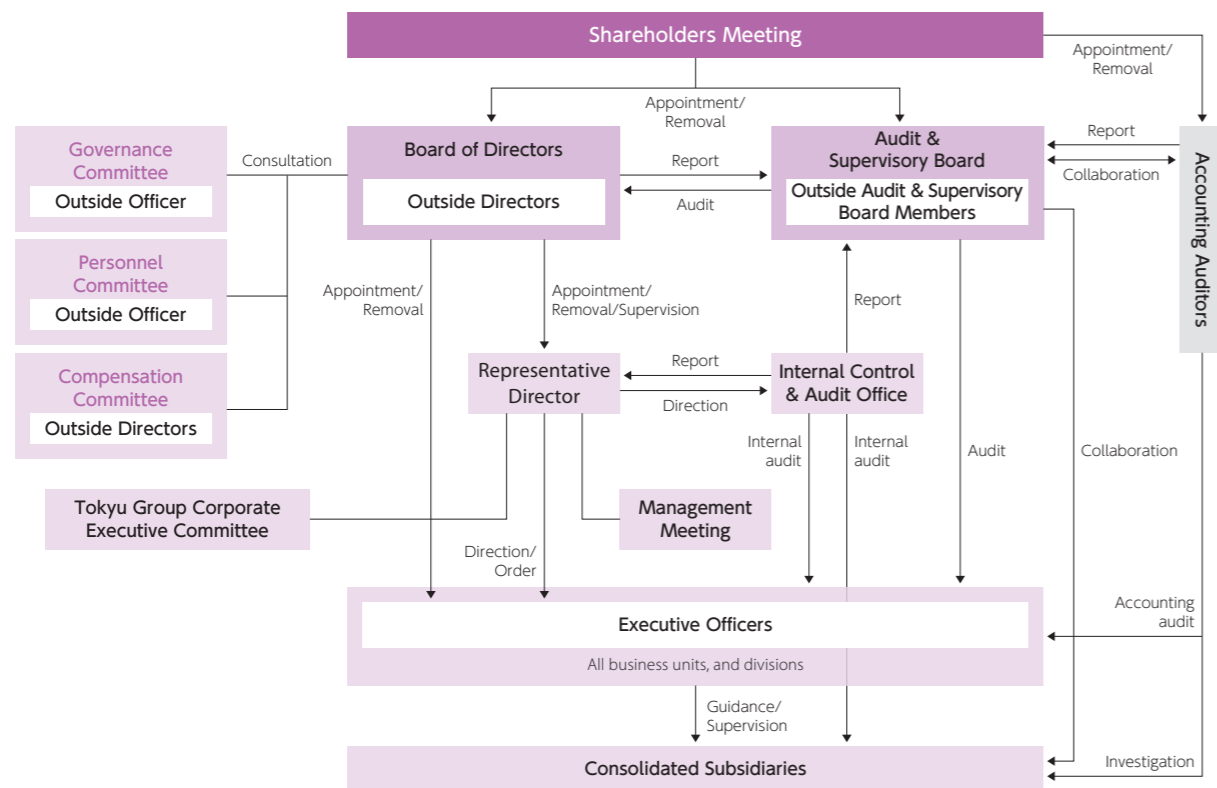 Shareholders Meeting
Appointment/
Removal
Appointment/
Removal
Governance
Committee
Outside Officer
Consultation
Board of Directors
Outside Directors
Report
Audit
Audit &
Supervisory Board
Outside Audit & Supervisory
Board Members
Report
Collaboration
Accounting Auditors
Personnel
Committee
Outside Officer
Appointment/
Removal
Appointment/
Removal/Supervision
Report
Compensation
Committee
Outside Directors
Representative
Director
Report
Direction
Internal Control
& Audit Office
Internal
audit
Internal
audit
Audit
Collaboration
Tokyu Group Corporate
Executive Committee
Management
Meeting
Direction/
Order
Executive Officers
All business units, and divisions
Accounting
audit
Guidance/
Supervision
Consolidated Subsidiaries
Investigation